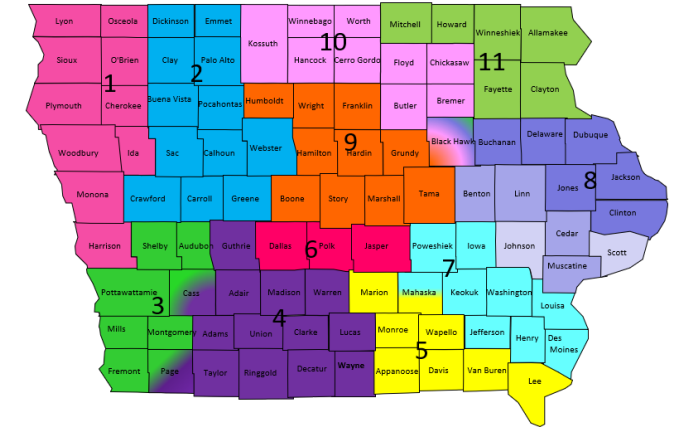 Lyon Osceola Dickinson Emmet Winnebago Worth Mitchell Howard Winneshiek Allamakee
Kossuth 10
Sioux O'Brien Clay Palo Alto Hancock Cerro Gordo Floyd Chickasaw 11
1 2
Fayette Clayton
Plymouth Cherokee Buena Vista Pocahontas Humboldt Wright Franklin Butler Bremer
9
Woodbury Ida Sac Calhoun Webster Hamilton Hardin Grundy Black Hawk Buchanan Delaware Dubuque
8
Monona Crawford Carroll Greene Boone Story Marshall Tama Benton Linn Jones Jackson
Clinton
Harrison Shelby Audubon Guthrie Dallas Polk Jasper Poweshiek Iowa Johnson Cedar Scott
6
7 Muscatine
Pottawattamie Cass Adair Madison Warren Marion Mahaska Keokuk Washington Louisa
3 4 5
Mills Montgomery Adams Union Clarke Lucas Monroe Wapello Jefferson Henry Des
Moines
Fremont Page Taylor Ringgold Decatur Wayne Appanoose Davis Van Buren Lee